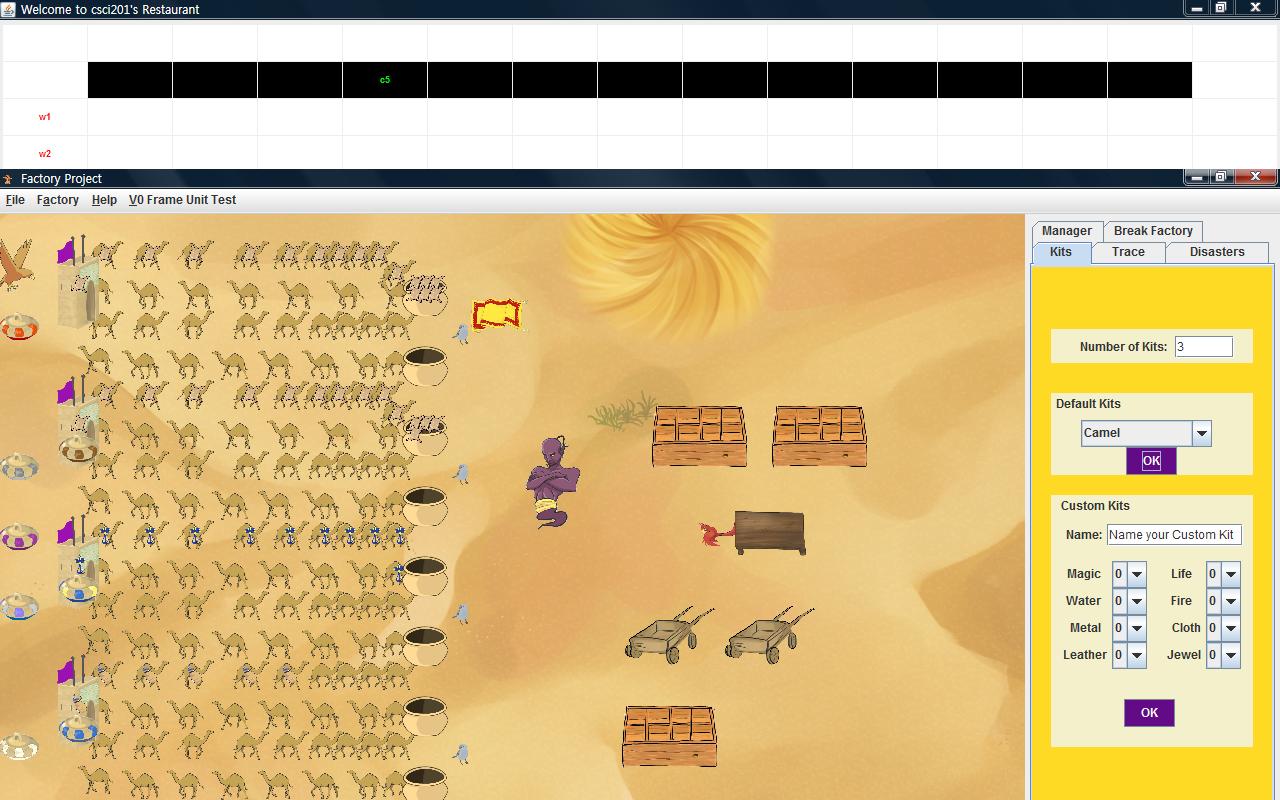 Welcome to csci201's Restaurant
c5
w1
w2
Factory Project
File Factory Help V0 Frame Unit Test
Manager Break Factory
Kits Trace Disasters
Number of Kits: 3
Default Kits
Camel
OK
Custom Kits
Name: Name your Custom Kit
Magic 0 Life 0
Water 0 Fire 0
Metal 0 Cloth 0
Leather 0 Jewel 0
OK